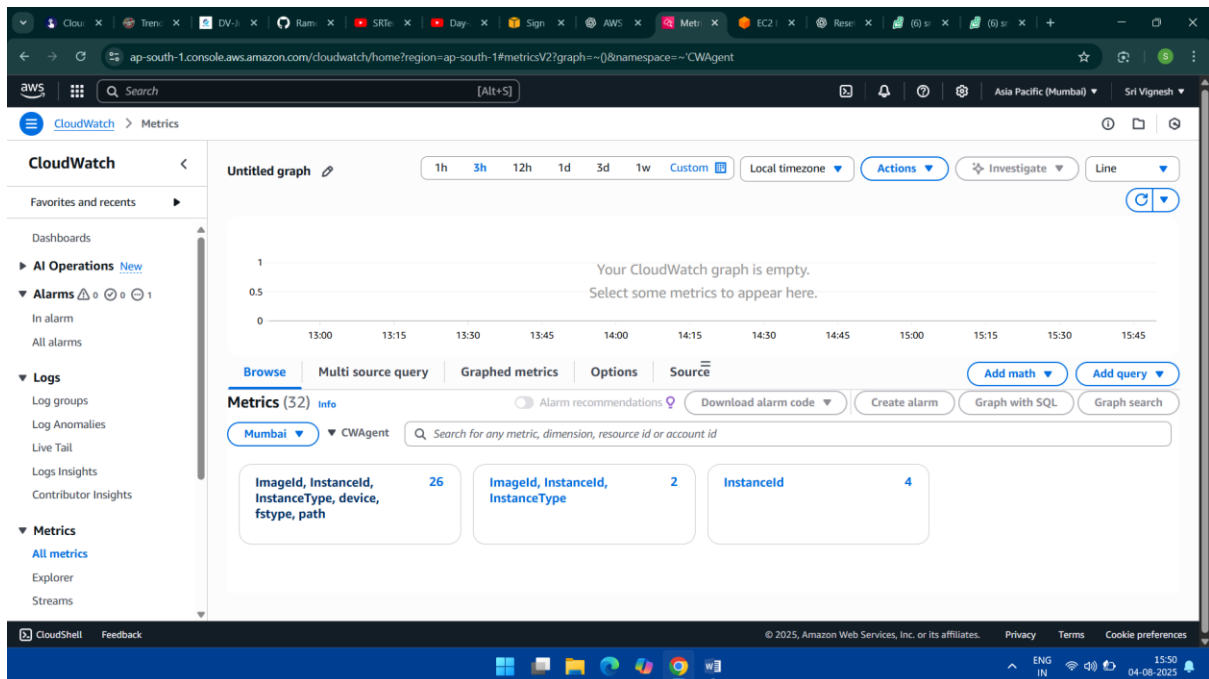 Clou
Tren
DV-J
Ram
SRTe
Day-
Sign
AWS
Metr
EC2 I
Rese
(6) s
(6) s
ap-south-1.console.aws.amazon.com/cloudwatch/home?region=ap-south-1#metricsV2?graph=~()&namespace=~'CWAgent
S
aws
Search
[Alt+S]
Asia Pacific (Mumbai)
Sri Vignesh
CloudWatch > Metrics
CloudWatch
Favorites and recents
Dashboards
AI Operations New
Alarms 0 0 1
In alarm
All alarms
Logs
Log groups
Log Anomalies
Live Tail
Logs Insights
Contributor Insights
Metrics
All metrics
Explorer
Streams
Untitled graph
1h 3h 12h 1d 3d 1w Custom
Local timezone
Actions
Investigate
Line
1
0.5
0
Your CloudWatch graph is empty.
Select some metrics to appear here.
13:00 13:15 13:30 13:45 14:00 14:15 14:30 14:45 15:00 15:15 15:30 15:45
Browse Multi source query Graphed metrics Options Source
Add math
Add query
Metrics (32) Info
Alarm recommendations
Download alarm code
Create alarm
Graph with SQL
Graph search
Mumbai
CWAgent
Search for any metric, dimension, resource id or account id
ImageId, InstanceId, 26
InstanceType, device,
fstype, path
ImageId, InstanceId, 2
InstanceType
InstanceId 4
CloudShell Feedback
© 2025, Amazon Web Services, Inc. or its affiliates. Privacy Terms Cookie preferences
ENG
IN
15:50
04-08-2025